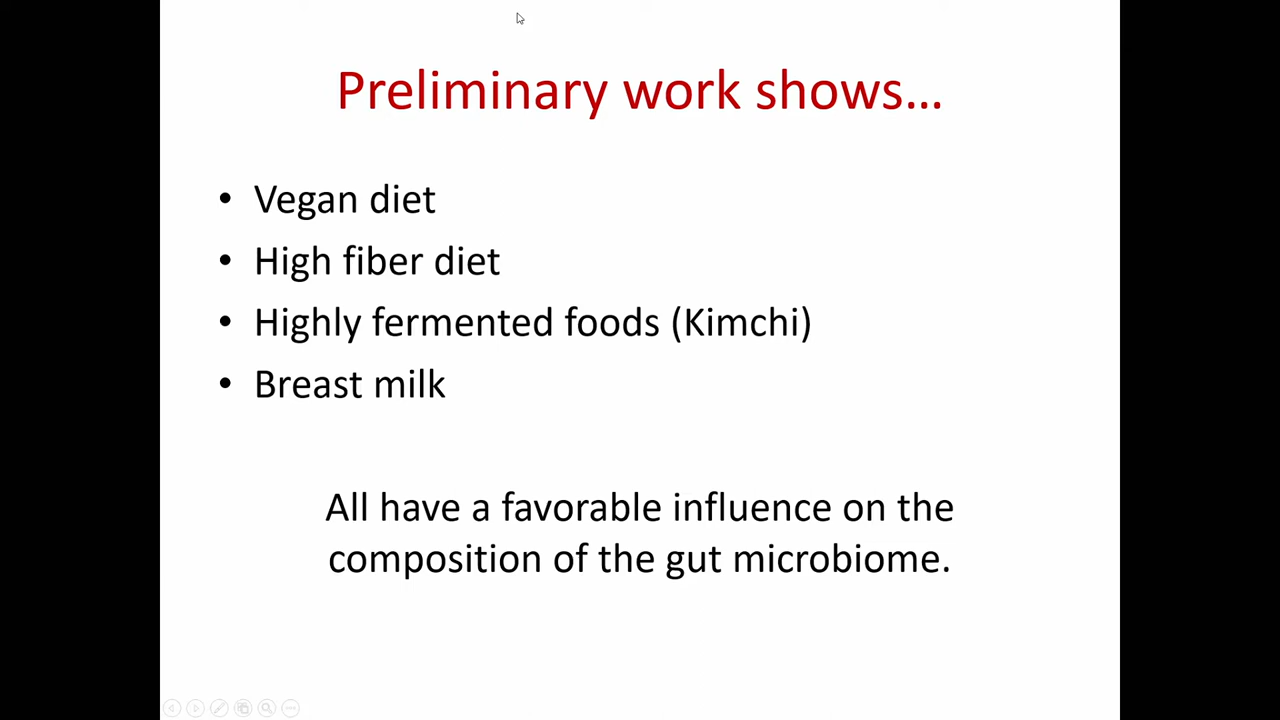 Preliminary work shows...
• Vegan diet
• High fiber diet
• Highly fermented foods (Kimchi)
• Breast milk
All have a favorable influence on the
composition of the gut microbiome.